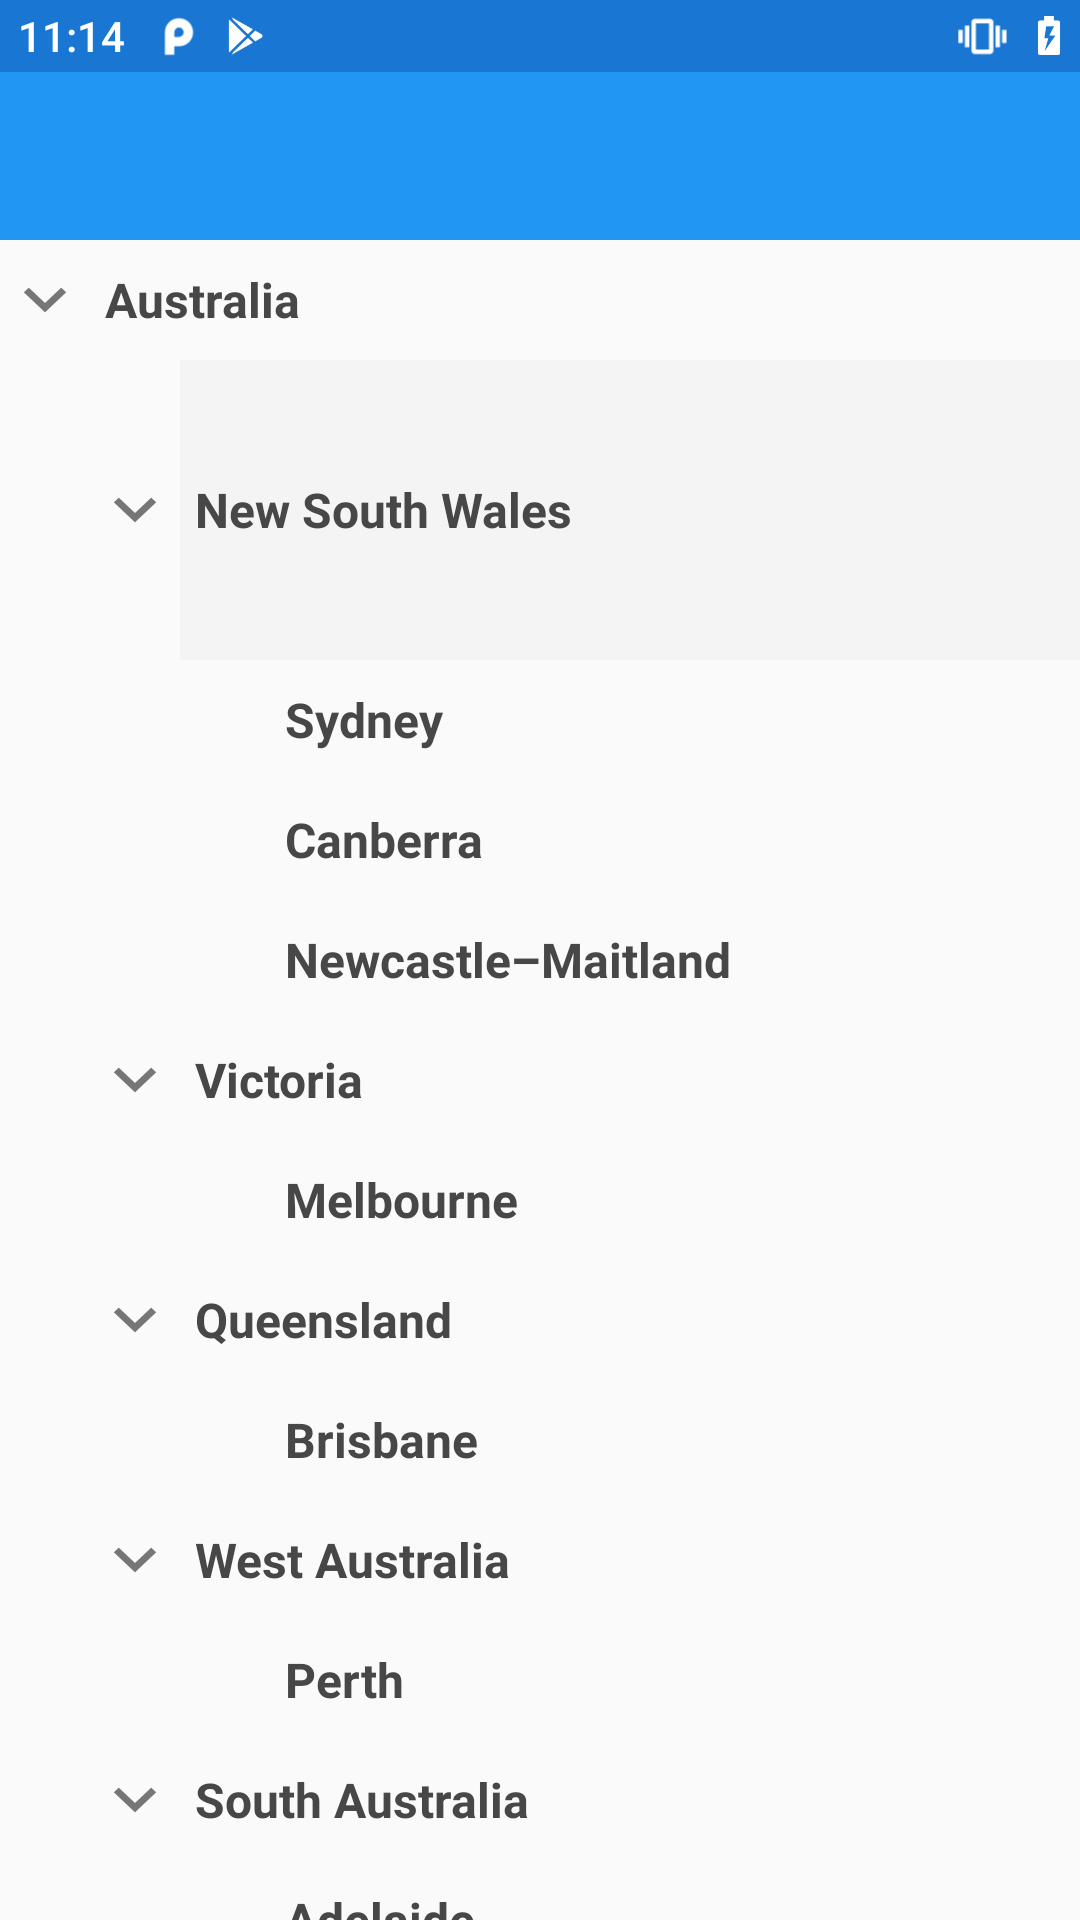 11:14
Australia
New South Wales
Sydney
Canberra
Newcastle–Maitland
Victoria
Melbourne
Queensland
Brisbane
West Australia
Perth
South Australia
Adelaide